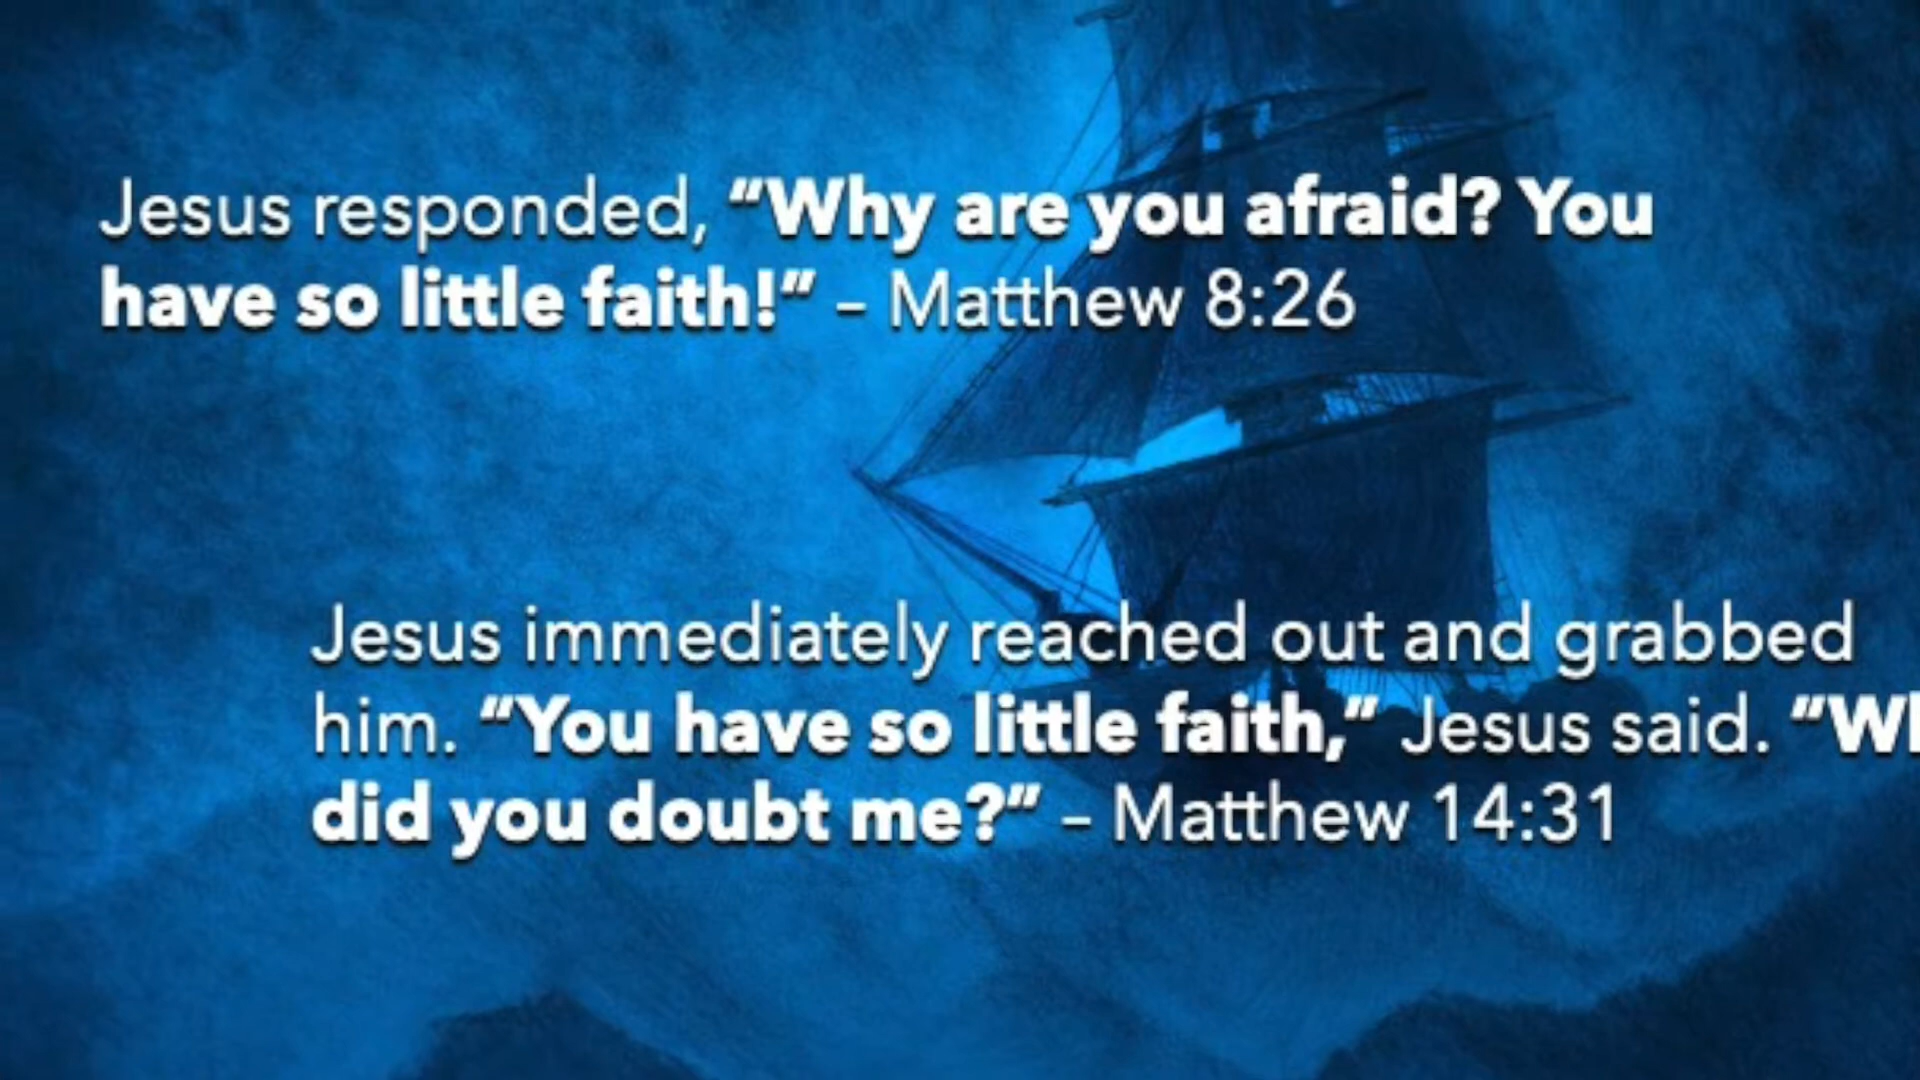 Jesus responded, “Why are you afraid? You
have so little faith!” – Matthew 8:26
Jesus immediately reached out and grabbed
him. “You have so little faith,” Jesus said.
did you doubt me?” – Matthew 14:31